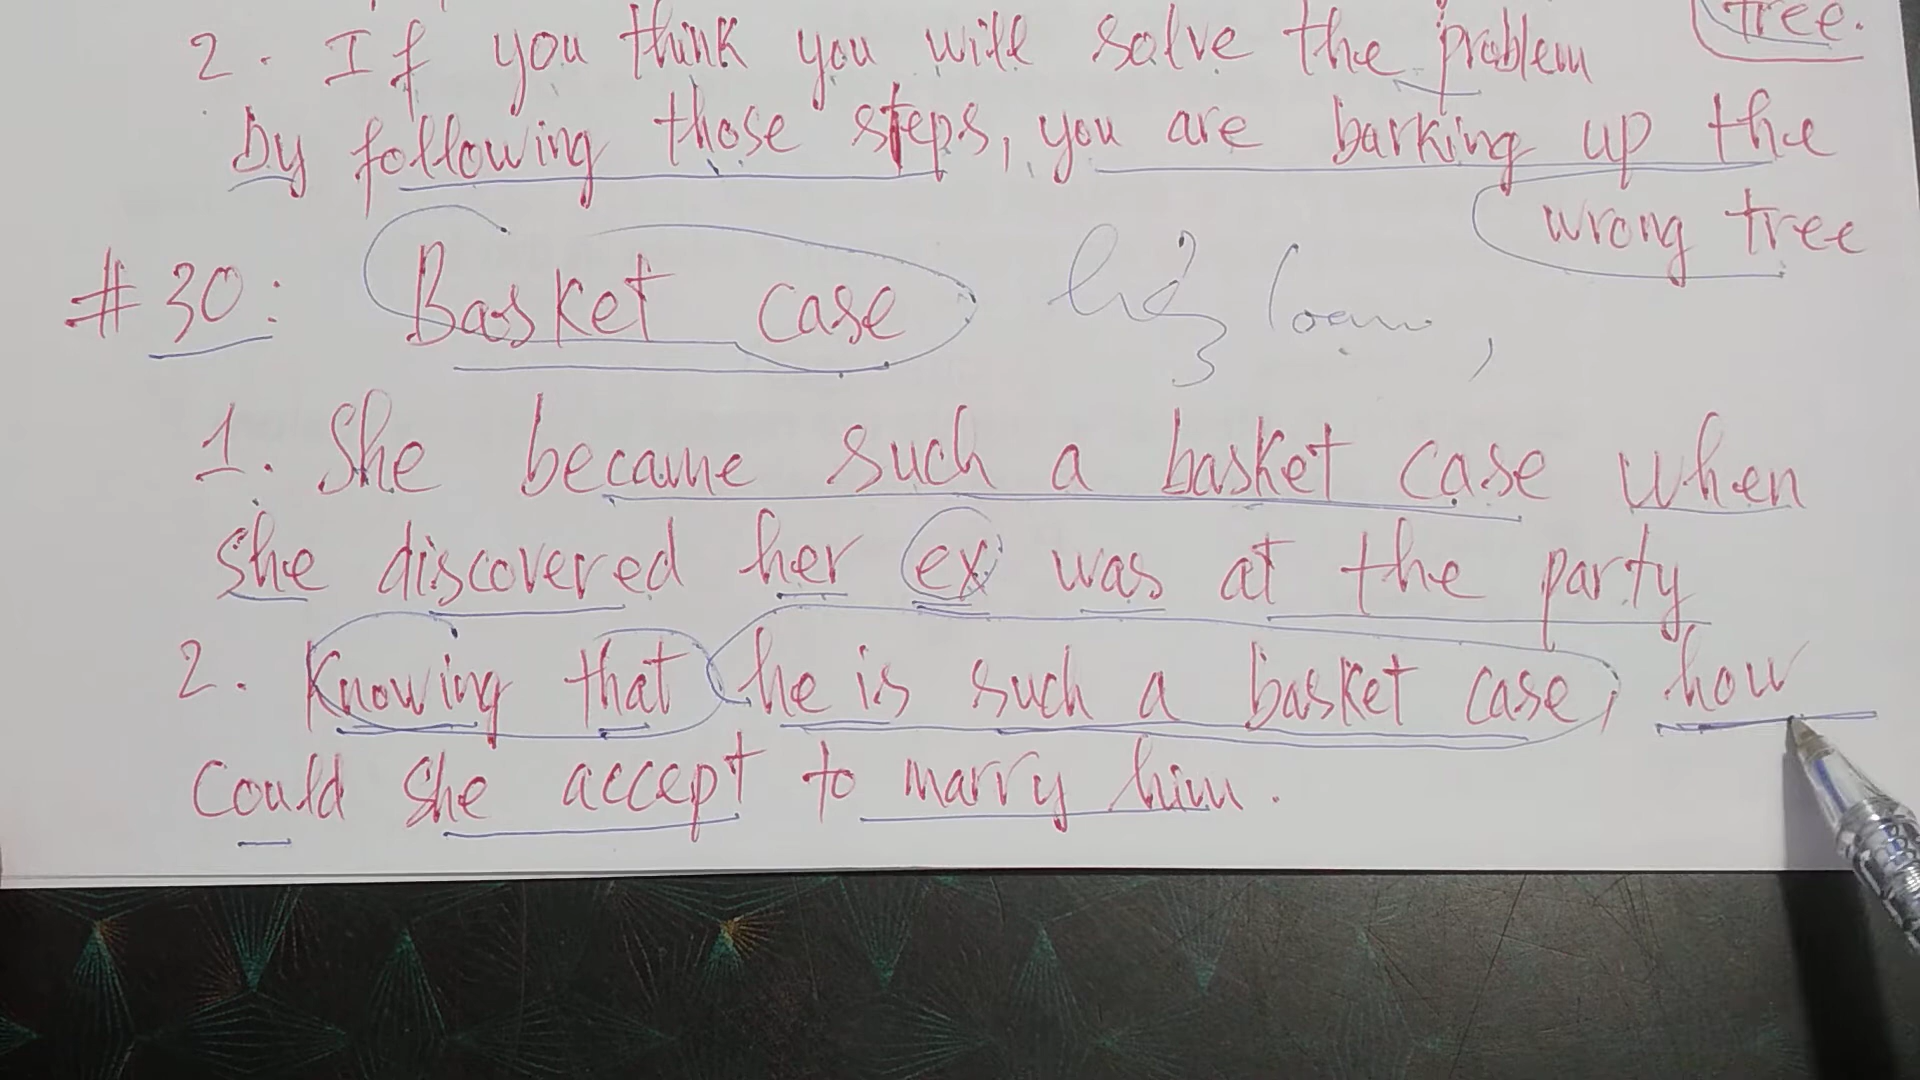 tree.
2. If you think you will solve the problem
by following those steps, you are barking up the
wrong tree
#30: Basket case
1. She became such a basket case when
she discovered her ex was at the party
2. Knowing that he is such a basket case, how
could she accept to marry him.